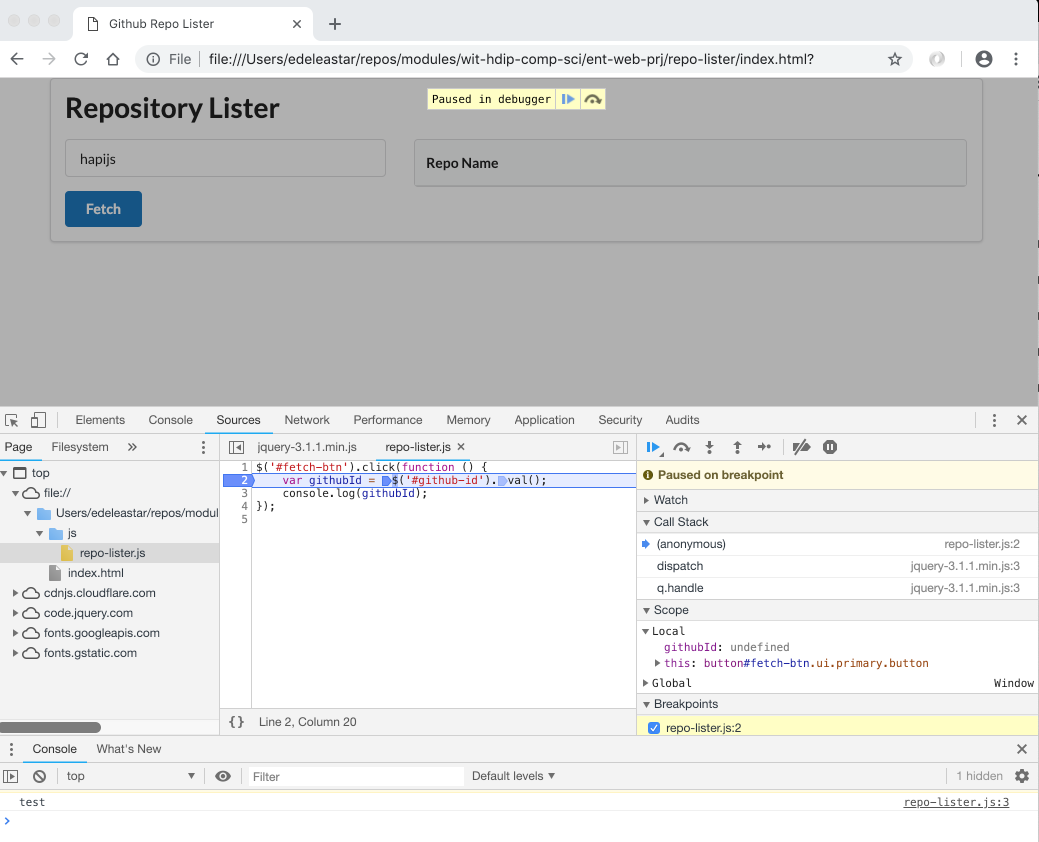 Github Repo Lister
File file:///Users/edeleastar/repos/modules/wit-hdip-comp-sci/ent-web-prj/repo-lister/index.html?
Paused in debugger
Repository Lister
hapijs
Repo Name
Fetch
Elements Console Sources Network Performance Memory Application Security Audits
Page Filesystem
jquery-3.1.1.min.js repo-lister.js
top
file://
Users/edeleastar/repos/modul
js
repo-lister.js
index.html
cdnjs.cloudflare.com
code.jquery.com
fonts.googleapis.com
fonts.gstatic.com
1 $('#fetch-btn').click(function () {
2 var githubId = $('#github-id').val();
3 console.log(githubId);
4 });
5
{} Line 2, Column 20
Paused on breakpoint
Watch
Call Stack
(anonymous) repo-lister.js:2
dispatch jquery-3.1.1.min.js:3
q.handle jquery-3.1.1.min.js:3
Scope
Local
githubId: undefined
this: button#fetch-btn.ui.primary.button
Global Window
Breakpoints
repo-lister.js:2
Console What's New
top Filter Default levels 1 hidden
test repo-lister.js:3